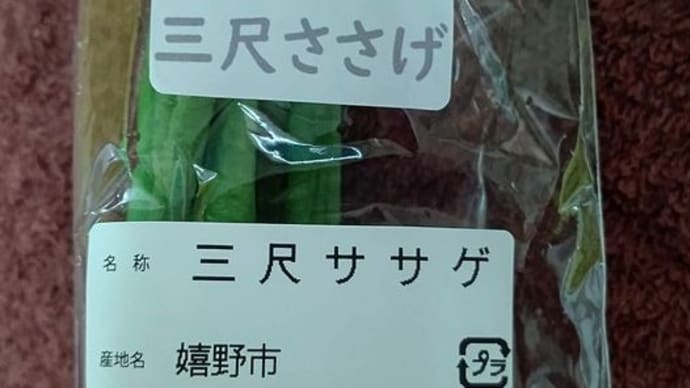 三尺ささげ
名称 三尺ササゲ
産地名 嬉野市
プラ